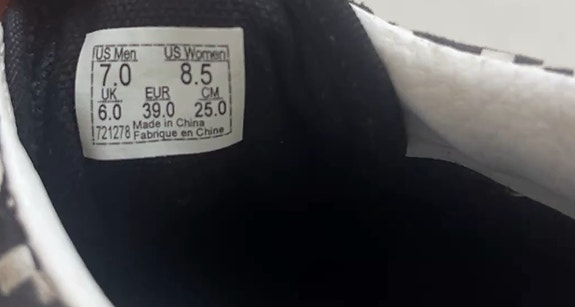 US Men US Women
7.0 8.5
UK EUR CM
6.0 39.0 25.0
721278 Made in China
Fabrique en Chine